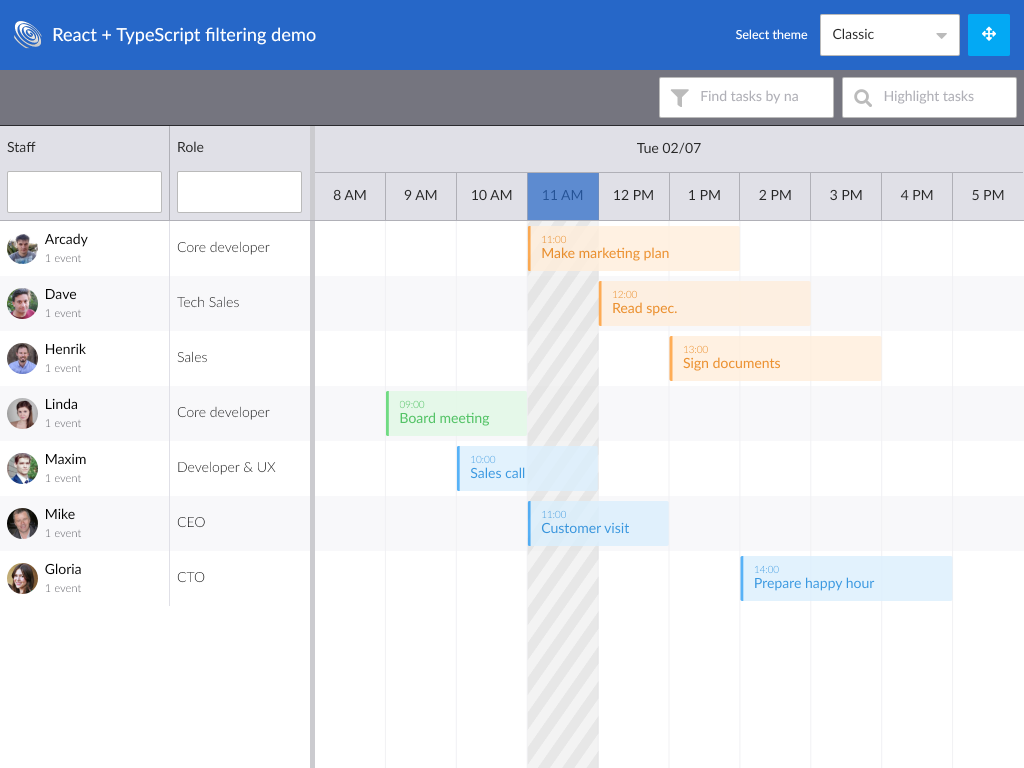 React + TypeScript filtering demo
Select theme
Classic
Find tasks by na
Highlight tasks
Staff
Role
Tue 02/07
8 AM
9 AM
10 AM
11 AM
12 PM
1 PM
2 PM
3 PM
4 PM
5 PM
Arcady
1 event
Core developer
11:00
Make marketing plan
Dave
1 event
Tech Sales
12:00
Read spec.
Henrik
1 event
Sales
13:00
Sign documents
Linda
1 event
Core developer
09:00
Board meeting
Maxim
1 event
Developer & UX
10:00
Sales call
Mike
1 event
CEO
11:00
Customer visit
Gloria
1 event
CTO
14:00
Prepare happy hour